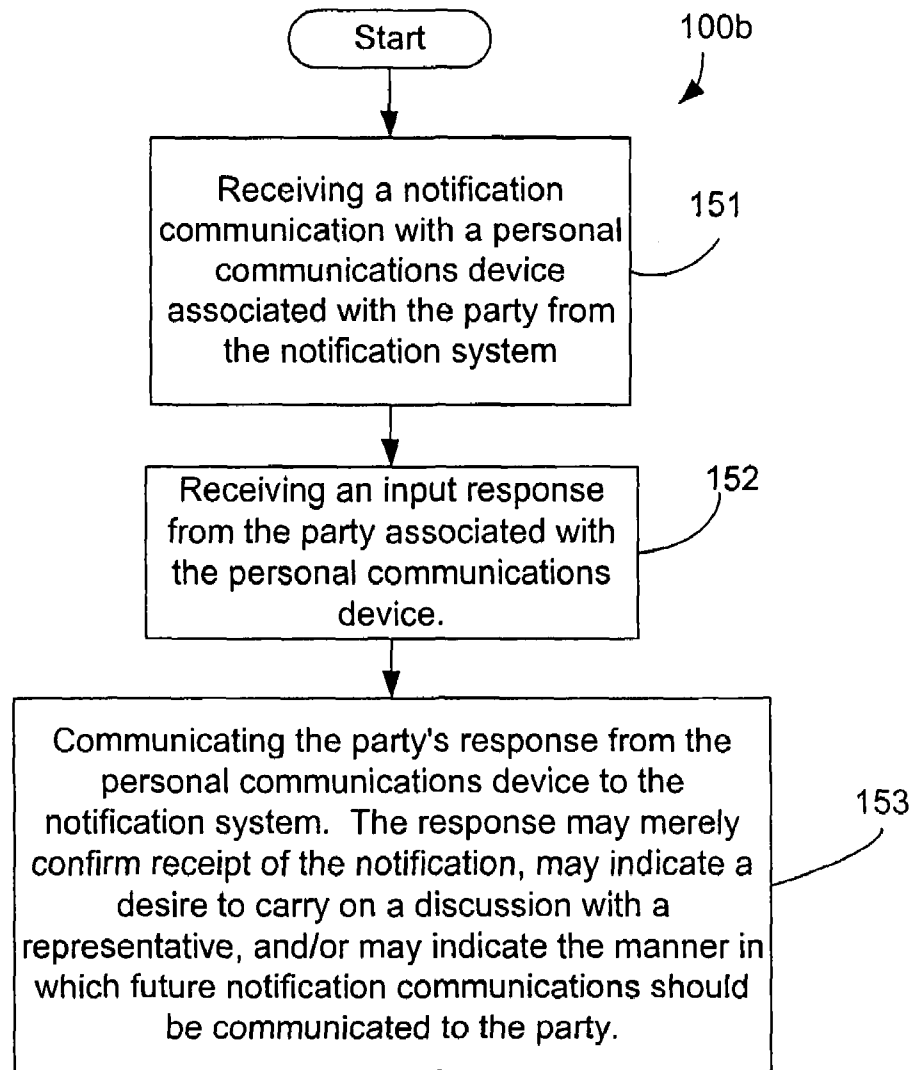 Start
100b
Receiving a notification
communication with a personal
communications device
associated with the party from
the notification system
151
Receiving an input response
from the party associated with
the personal communications
device.
152
Communicating the party's response from the
personal communications device to the
notification system. The response may merely
confirm receipt of the notification, may indicate a
desire to carry on a discussion with a
representative, and/or may indicate the manner in
which future notification communications should
be communicated to the party.
153